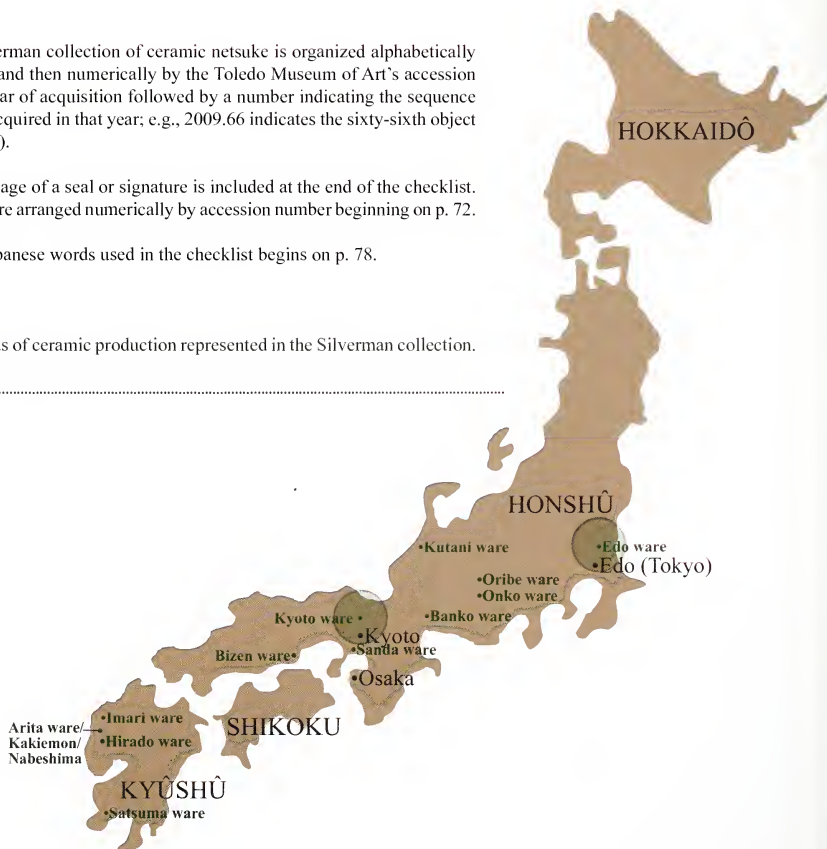 erman collection of ceramic netsuke is organized alphabetically
and then numerically by the Toledo Museum of Art's accession
ar of acquisition followed by a number indicating the sequence
cquired in that year; e.g., 2009.66 indicates the sixty-sixth object
).
age of a seal or signature is included at the end of the checklist.
re arranged numerically by accession number beginning on p. 72.
panese words used in the checklist begins on p. 78.
s of ceramic production represented in the Silverman collection.
HOKKAIDÔ
HONSHÛ
•Kutani ware
•Edo ware
•Edo (Tokyo)
•Oribe ware
•Onko ware
•Banko ware
Kyoto ware •
•Kyoto
•Sanda ware
Bizen ware•
•Osaka
SHIKOKU
•Imari ware
Arita ware/
Kakiemon/
Nabeshima
•Hirado ware
KYÛSHÛ
•Satsuma ware